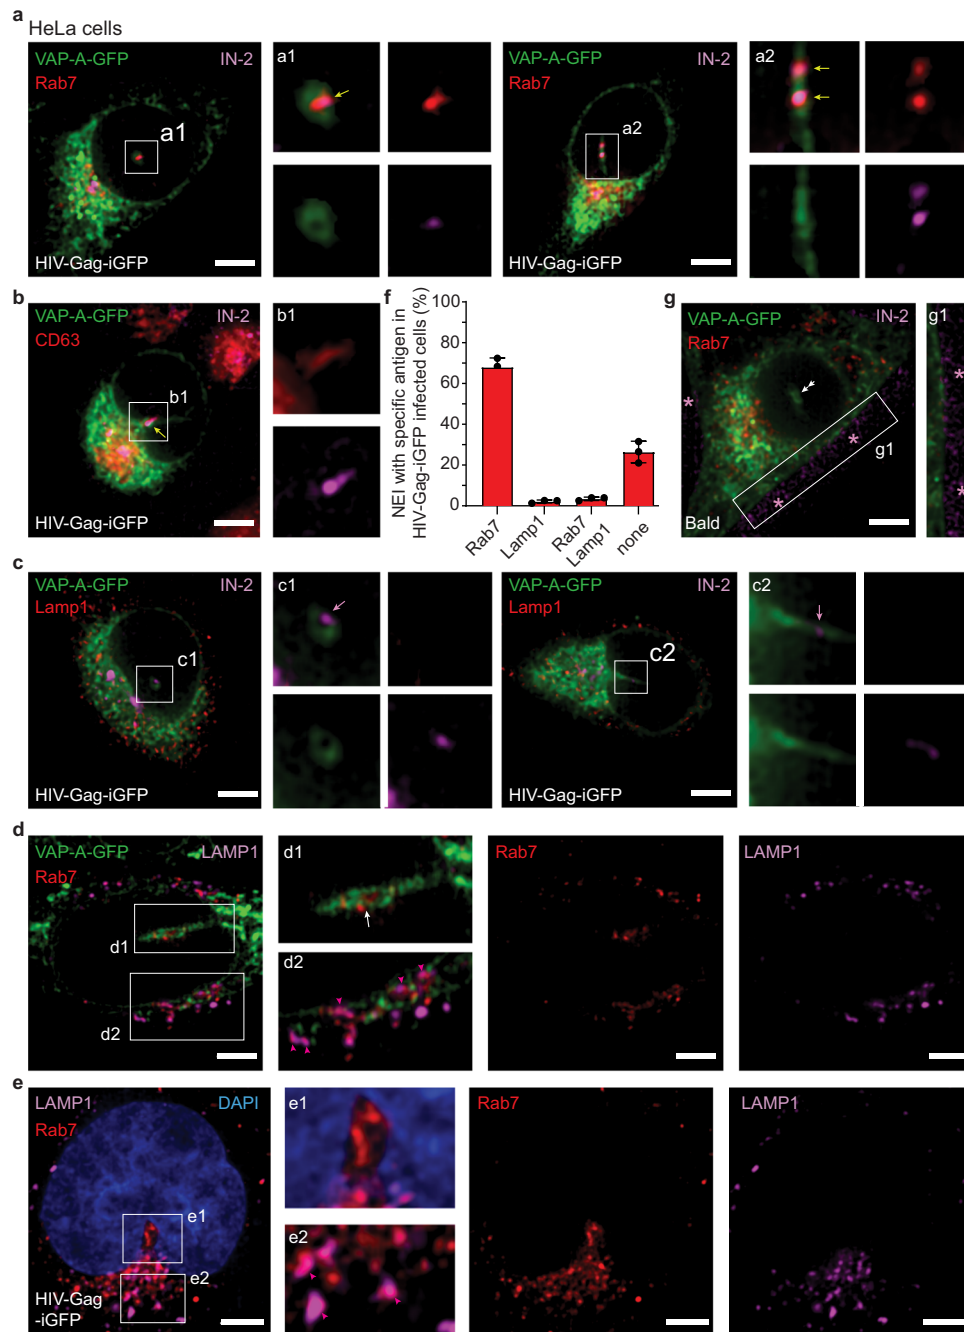 a
HeLa cells
VAP-A-GFP IN-2
Rab7
a1
HIV-Gag-iGFP
a1
VAP-A-GFP IN-2
Rab7
a2
HIV-Gag-iGFP
a2
b
VAP-A-GFP IN-2
CD63
b1
HIV-Gag-iGFP
b1
f
NEI with specific antigen in
HIV-Gag-iGFP infected cells (%)
100
80
60
40
20
0
Rab7
Lamp1
Rab7
Lamp1
none
g
VAP-A-GFP IN-2
Rab7
*
*
*
g1
Bald
g1
*
*
c
VAP-A-GFP IN-2
Lamp1
c1
HIV-Gag-iGFP
c1
VAP-A-GFP IN-2
Lamp1
c2
HIV-Gag-iGFP
c2
d
VAP-A-GFP LAMP1
Rab7
d1
d2
d1
d2
Rab7
LAMP1
e
LAMP1 DAPI
Rab7
e1
e2
HIV-Gag
-iGFP
e1
e2
Rab7
LAMP1